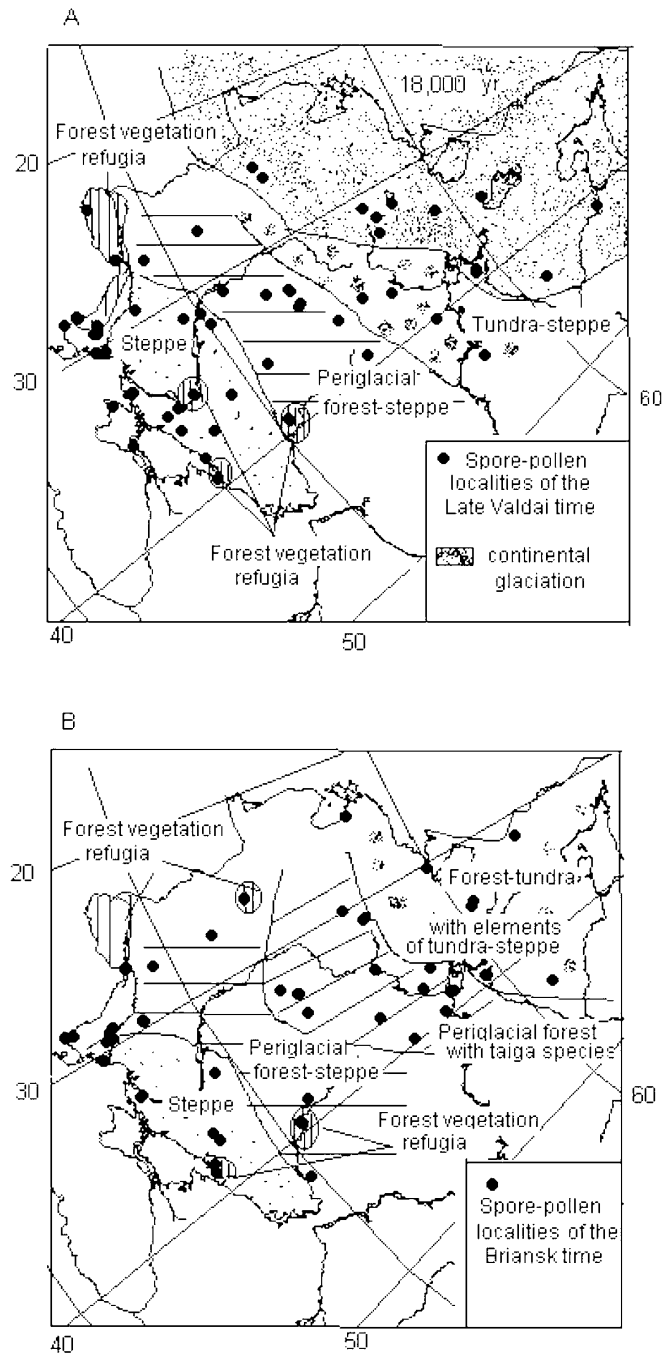 A
18,000 yr
Forest vegetation
refugia
20
Tundra-steppe
Steppe
Periglacial
forest-steppe
30
60
Spore-pollen
localities of the
Late Valdai time
continental
glaciation
Forest vegetation
refugia
40
50
B
Forest vegetation
refugia
20
Forest-tundra
with elements
of tundra-steppe
Periglacial forest
with taiga species
Periglacial
forest-steppe
Steppe
30
60
Forest vegetation
refugia
Spore-pollen
localities of the
Briansk time
40
50